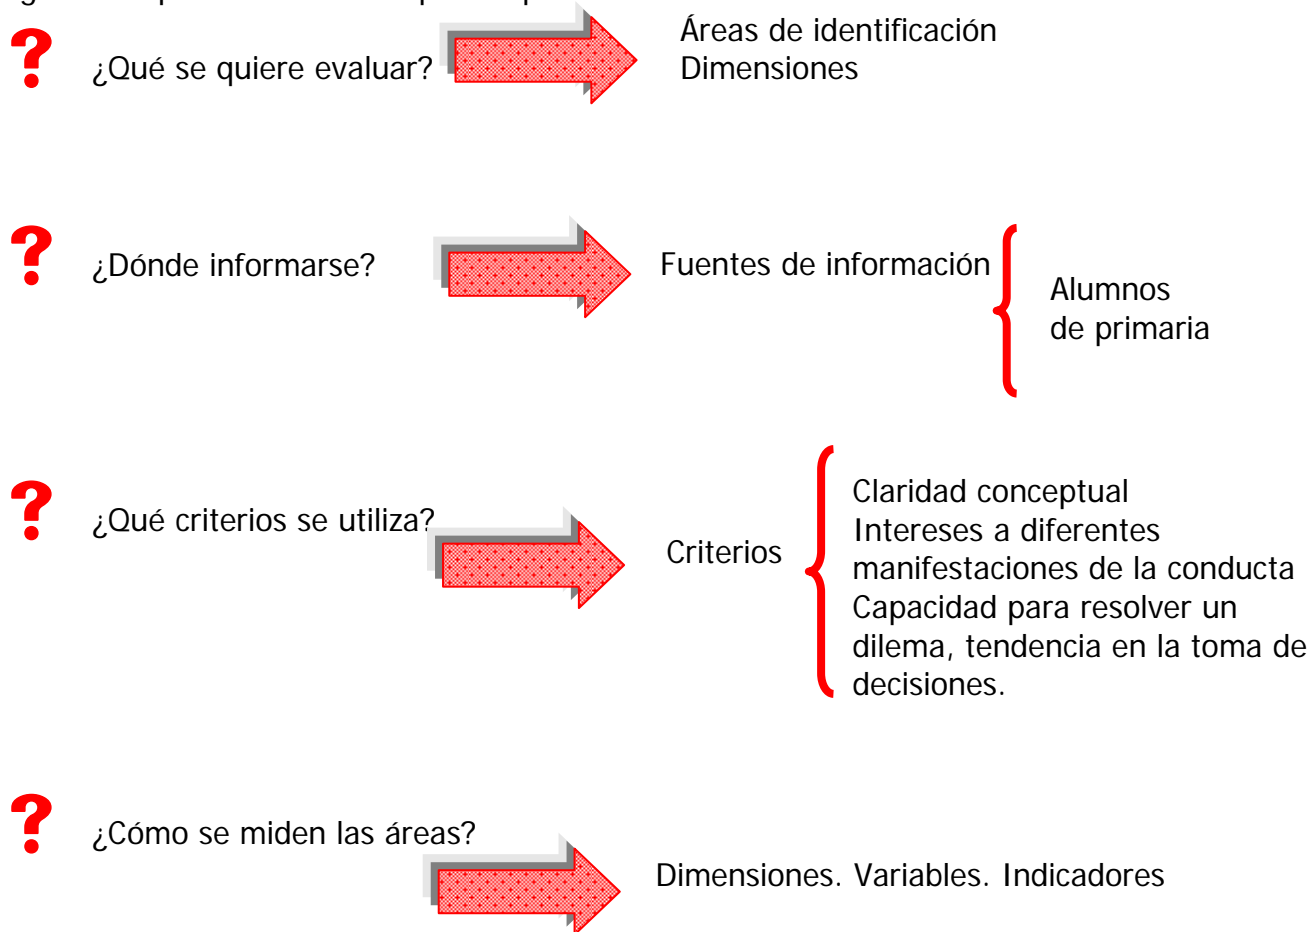 ¿Qué se quiere evaluar?
Áreas de identificación
Dimensiones
¿Dónde informarse?
Fuentes de información
Alumnos
de primaria
¿Qué criterios se utiliza?
Criterios
Claridad conceptual
Intereses a diferentes
manifestaciones de la conducta
Capacidad para resolver un
dilema, tendencia en la toma de
decisiones.
¿Cómo se miden las áreas?
Dimensiones. Variables. Indicadores